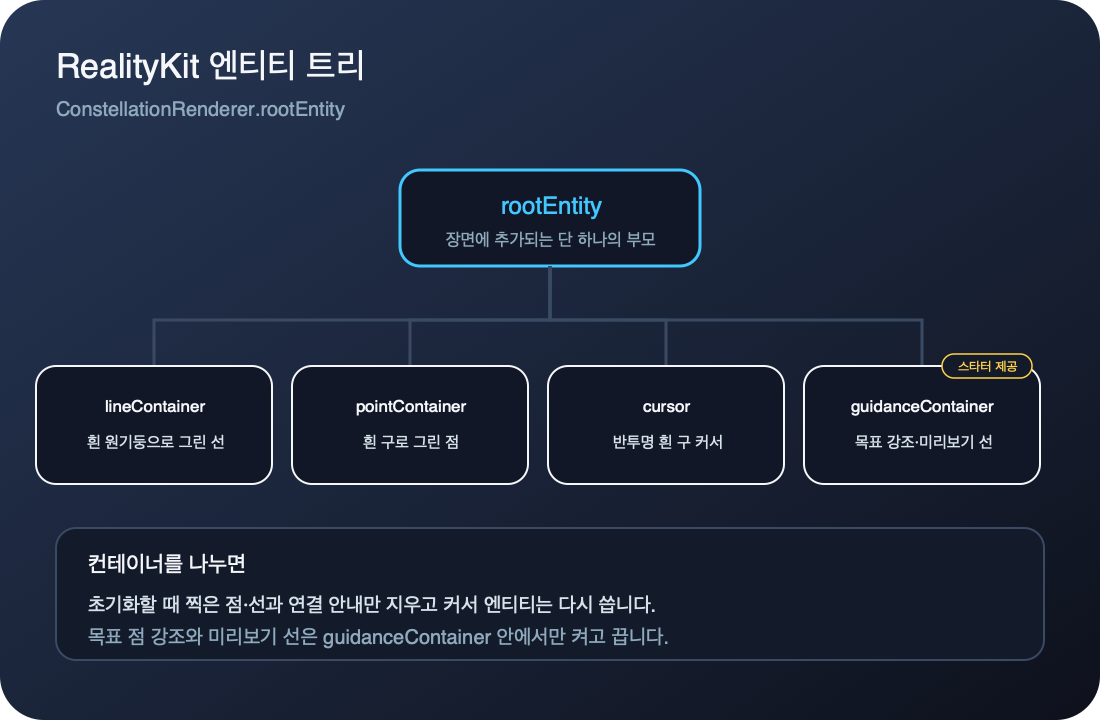 RealityKit 엔티티 트리
ConstellationRenderer.rootEntity
rootEntity
장면에 추가되는 단 하나의 부모
스타터 제공
lineContainer
흰 원기둥으로 그린 선
pointContainer
흰 구로 그린 점
cursor
반투명 흰 구 커서
guidanceContainer
목표 강조·미리보기 선
컨테이너를 나누면
초기화할 때 찍은 점·선과 연결 안내만 지우고 커서 엔티티는 다시 씁니다.
목표 점 강조와 미리보기 선은 guidanceContainer 안에서만 켜고 끕니다.